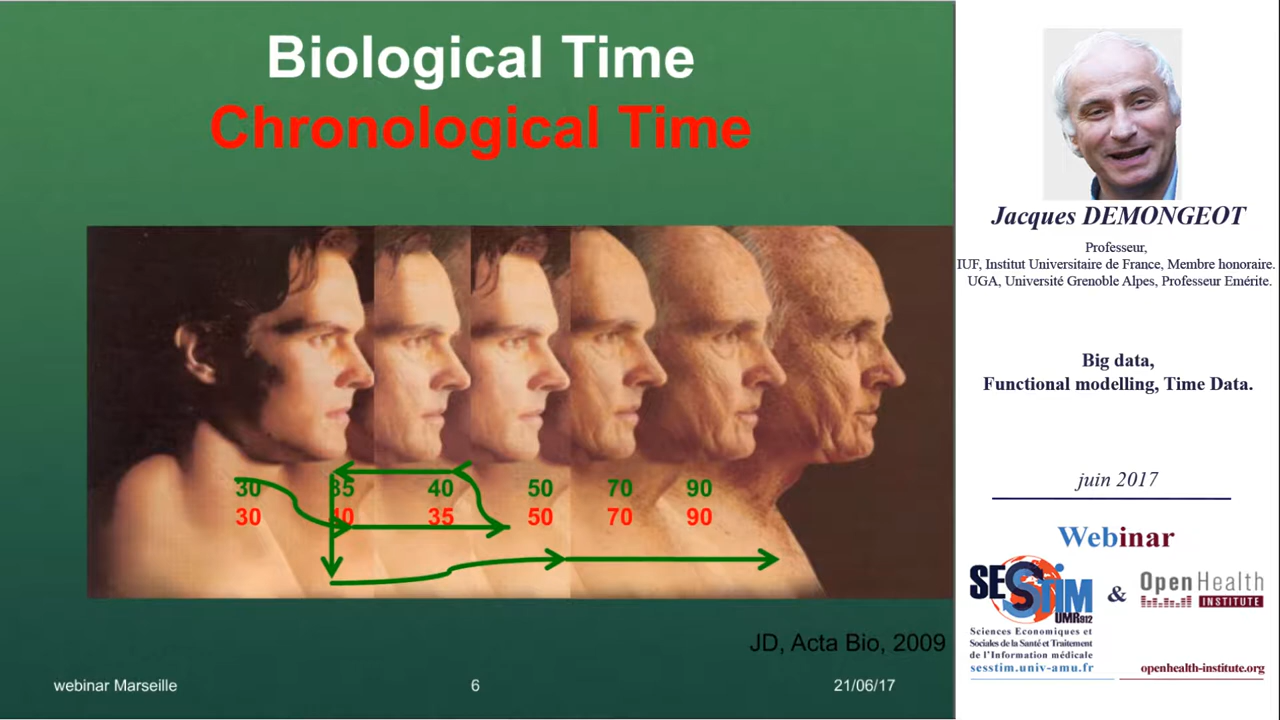 Biological Time
Chronological Time
30 35 40 50 70 90
30 40 35 50 70 90
JD, Acta Bio, 2009
webinar Marseille
6
21/06/17
Jacques DEMONGEOT
Professeur,
IUF, Institut Universitaire de France, Membre honoraire.
UGA, Université Grenoble Alpes, Professeur Emérite.
Big data,
Functional modelling, Time Data.
juin 2017
Webinar
SESSTIM
UMR912
Sciences Economiques et
Sociales de la Santé et Traitement
de l'Information médicale
sesstim.univ-amu.fr
&
OpenHealth
INSTITUTE
openhealth-institute.org